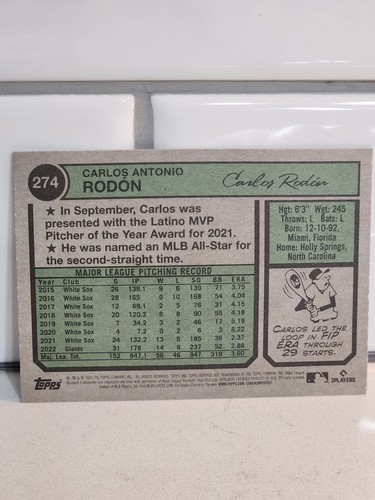 274
CARLOS ANTONIO
RODÓN
Carlos Rodón
★ In September, Carlos was
presented with the Latino MVP
Pitcher of the Year Award for 2021.
★ He was named an MLB All-Star for
the second-straight time.
Hgt: 6'3" Wgt: 245
Throws: L Bats: L
Born: 12-10-92,
Miami, Florida
Home: Holly Springs,
North Carolina
MAJOR LEAGUE PITCHING RECORD
Year Club G IP W L SO BB ERA
2015 White Sox 26 139.1 9 6 139 71 3.75
2016 White Sox 28 165 9 10 168 54 4.04
2017 White Sox 12 69.1 2 5 76 31 4.15
2018 White Sox 20 120.2 6 8 90 55 4.18
2019 White Sox 7 34.2 3 2 46 17 5.19
2020 White Sox 4 7.2 0 2 6 3 8.22
2021 White Sox 24 132.2 13 5 185 36 2.37
2022 Giants 31 178 14 8 237 52 2.88
Maj. Lea. Tot. 152 847.1 56 46 947 319 3.60
CARLOS LED THE
LOOP IN FIP
ERA THROUGH
29 STARTS.
Topps
PLAYERS